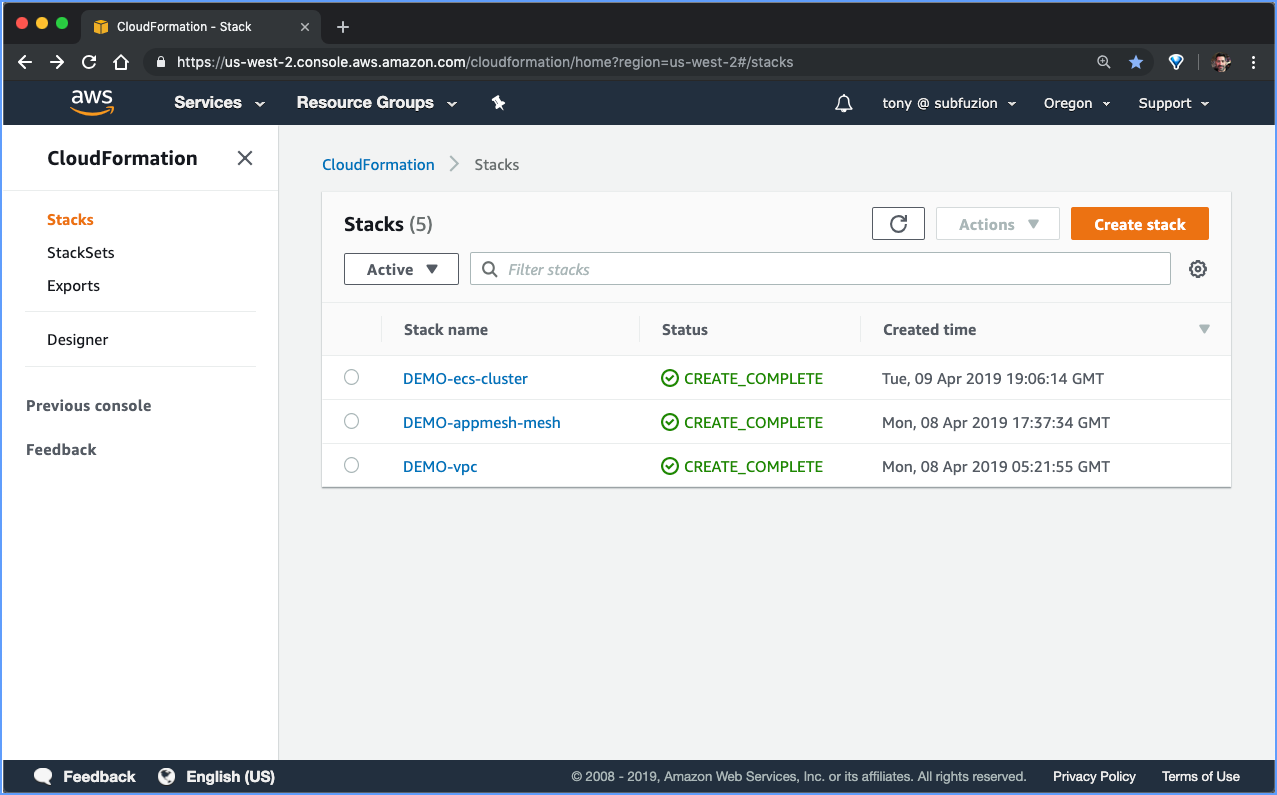 CloudFormation - Stack
https://us-west-2.console.aws.amazon.com/cloudformation/home?region=us-west-2#/stacks
aws Services Resource Groups tony @ subfuzion Oregon Support
CloudFormation
Stacks
StackSets
Exports
Designer
Previous console
Feedback
CloudFormation Stacks
Stacks (5) Actions Create stack
Active Filter stacks
Stack name Status Created time
DEMO-ecs-cluster CREATE_COMPLETE Tue, 09 Apr 2019 19:06:14 GMT
DEMO-appmesh-mesh CREATE_COMPLETE Mon, 08 Apr 2019 17:37:34 GMT
DEMO-vpc CREATE_COMPLETE Mon, 08 Apr 2019 05:21:55 GMT
Feedback English (US) © 2008 - 2019, Amazon Web Services, Inc. or its affiliates. All rights reserved. Privacy Policy Terms of Use